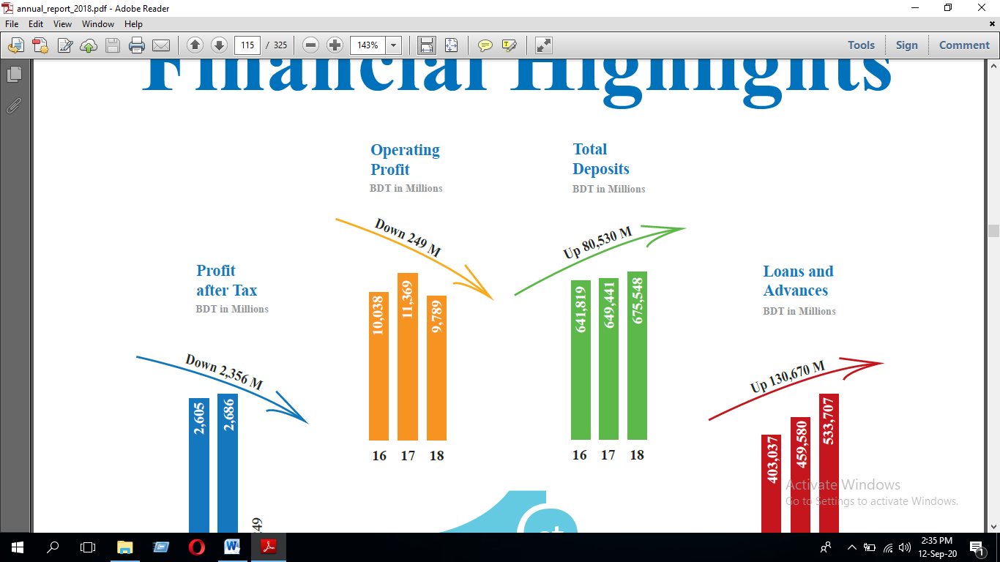 annual_report_2018.pdf - Adobe Reader
File Edit View Window Help
115 / 325 143% Tools Sign Comment
Financial Highlights
Operating
Profit
BDT in Millions
Total
Deposits
BDT in Millions
Down 249 M
Up 80,530 M
Profit
after Tax
BDT in Millions
Loans and
Advances
BDT in Millions
10,038 11,369 9,789
641,819 649,441 675,548
Down 2,356 M
Up 130,670 M
2,605 2,686
403,037 459,580 533,707
16 17 18
16 17 18
49
st
Activate Windows
Go to Settings to activate Windows.
2:35 PM
12-Sep-20
1